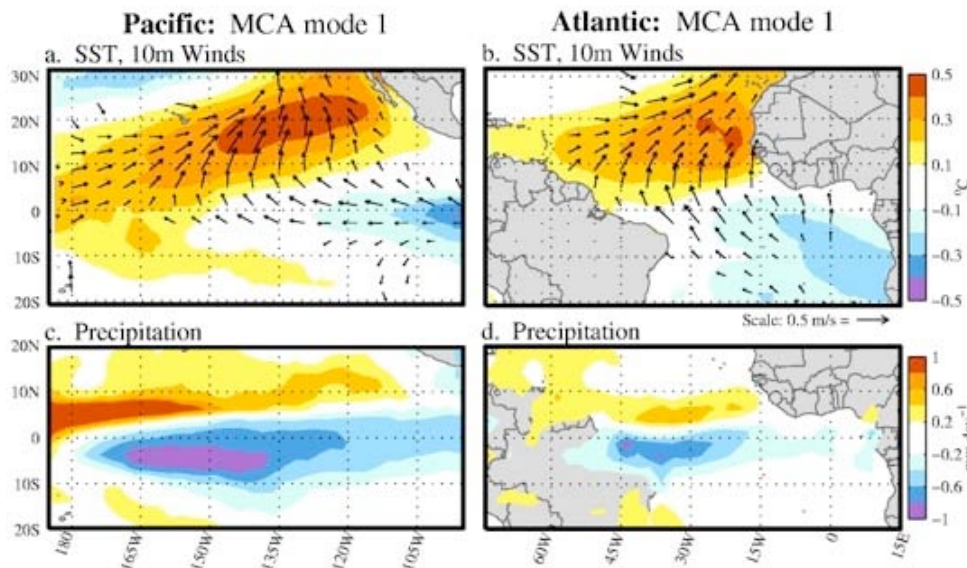 Pacific: MCA mode 1
Atlantic: MCA mode 1
a. SST, 10m Winds
b. SST, 10m Winds
30N
20N
10N
0
10S
20S
0.5
0.3
0.1
°C
−0.1
−0.3
−0.5
Scale: 0.5 m/s =
c. Precipitation
d. Precipitation
20N
10N
0
10S
20S
1
0.6
0.2
−0.2
−0.6
−1
180
165W
150W
135W
120W
105W
60W
45W
30W
15W
0
15E